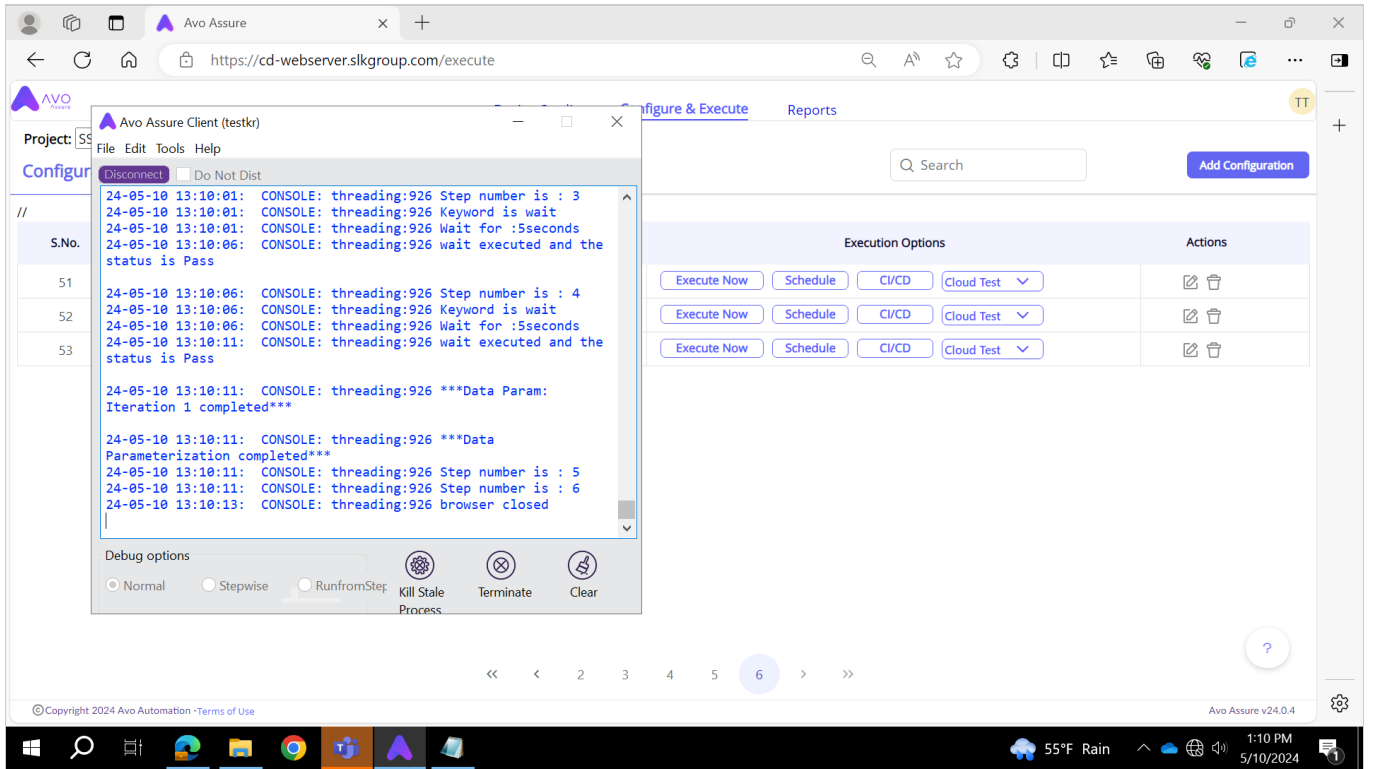 Avo Assure
https://cd-webserver.slkgroup.com/execute
AVO
Assure
Configure & Execute
Reports
TT
Project: SS
Configur
Search
Add Configuration
//
S.No.
Execution Options
Actions
51
Execute Now
Schedule
CI/CD
Cloud Test
52
Execute Now
Schedule
CI/CD
Cloud Test
53
Execute Now
Schedule
CI/CD
Cloud Test
Avo Assure Client (testkr)
File Edit Tools Help
Disconnect
Do Not Dist
24-05-10 13:10:01: CONSOLE: threading:926 Step number is : 3
24-05-10 13:10:01: CONSOLE: threading:926 Keyword is wait
24-05-10 13:10:01: CONSOLE: threading:926 Wait for :5seconds
24-05-10 13:10:06: CONSOLE: threading:926 wait executed and the
status is Pass
24-05-10 13:10:06: CONSOLE: threading:926 Step number is : 4
24-05-10 13:10:06: CONSOLE: threading:926 Keyword is wait
24-05-10 13:10:06: CONSOLE: threading:926 Wait for :5seconds
24-05-10 13:10:11: CONSOLE: threading:926 wait executed and the
status is Pass
24-05-10 13:10:11: CONSOLE: threading:926 ***Data Param:
Iteration 1 completed***
24-05-10 13:10:11: CONSOLE: threading:926 ***Data
Parameterization completed***
24-05-10 13:10:11: CONSOLE: threading:926 Step number is : 5
24-05-10 13:10:11: CONSOLE: threading:926 Step number is : 6
24-05-10 13:10:13: CONSOLE: threading:926 browser closed
Debug options
Normal
Stepwise
RunfromStep
Kill Stale
Process
Terminate
Clear
?
2 3 4 5 6
©Copyright 2024 Avo Automation -Terms of Use
Avo Assure v24.0.4
55°F Rain
1:10 PM
5/10/2024
1